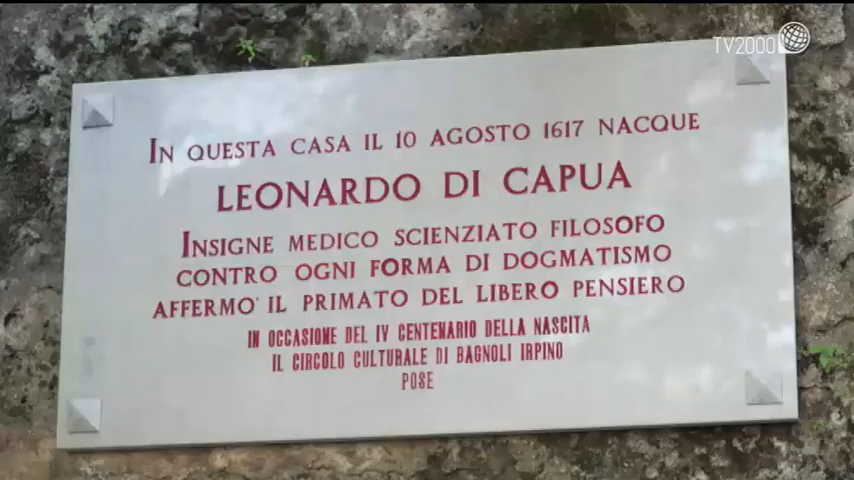 TV2000
IN QUESTA CASA IL 10 AGOSTO 1617 NACQUE
LEONARDO DI CAPUA
INSIGNE MEDICO SCIENZIATO FILOSOFO
CONTRO OGNI FORMA DI DOGMATISMO
AFFERMO' IL PRIMATO DEL LIBERO PENSIERO
IN OCCASIONE DEL IV CENTENARIO DELLA NASCITA
IL CIRCOLO CULTURALE DI BAGNOLI IRPINO
POSE